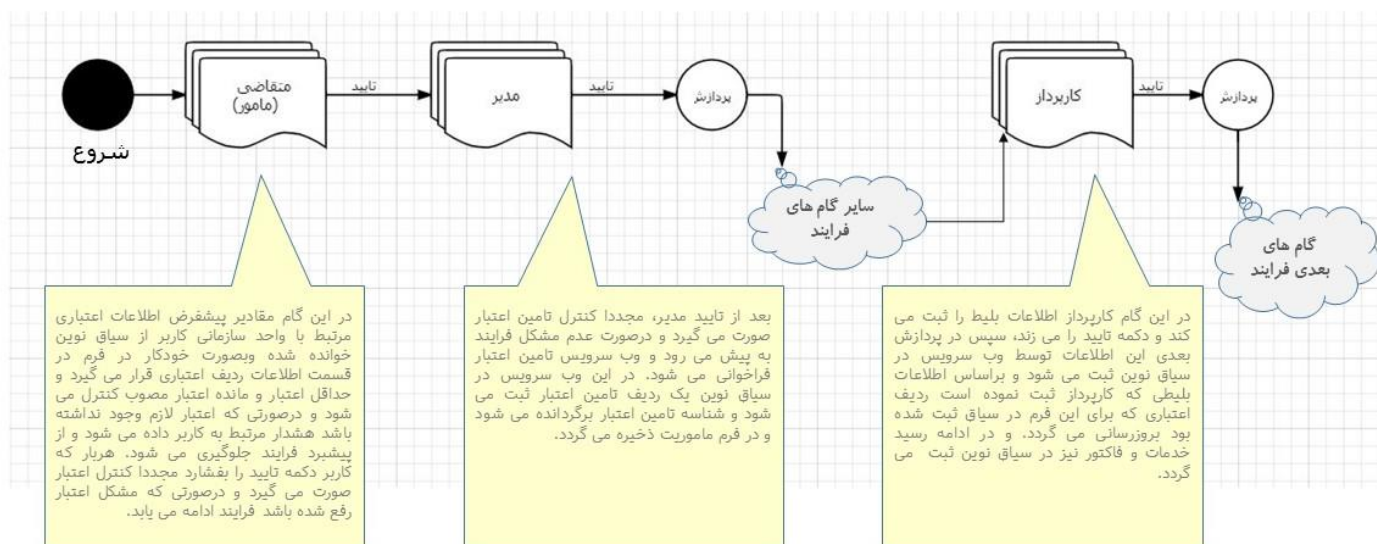 متقاضی
(مامور)
تایید
مدیر
تایید
پردازش
کارپرداز
تایید
پردازش
شروع
سایر گام های
فرایند
گام های
بعدی فرایند
در این گام مقادیر پیشفرض اطلاعات اعتباری
مرتبط با واحد سازمانی کاربر از سیاق نوین
خوانده شده وبصورت خودکار در فرم در
قسمت اطلاعات ردیف اعتباری قرار می گیرد و
حداقل اعتبار و مانده اعتبار مصوب کنترل می
شود و درصورتی که اعتبار لازم وجود نداشته
باشد هشدار مرتبط به کاربر داده می شود و از
پیشبرد فرایند جلوگیری می شود. هربار که
کاربر دکمه تایید را بفشارد مجددا کنترل اعتبار
صورت می گیرد و درصورتی که مشکل اعتبار
رفع شده باشد فرایند ادامه می یابد.
بعد از تایید مدیر، مجددا کنترل تامین اعتبار
صورت می گیرد و درصورت عدم مشکل فرایند
به پیش می رود و وب سرویس تامین اعتبار
فراخوانی می شود. در این وب سرویس در
سیاق نوین یک ردیف تامین اعتبار ثبت می
شود و شناسه تامین اعتبار برگردانده می شود
و در فرم ماموریت ذخیره می گردد.
در این گام کارپرداز اطلاعات بلیط را ثبت می
کند و دکمه تایید را می زند، سپس در پردازش
بعدی این اطلاعات توسط وب سرویس در
سیاق نوین ثبت می شود و براساس اطلاعات
بلیطی که کارپرداز ثبت نموده است ردیف
اعتباری که برای این فرم در سیاق ثبت شده
بود بروزرسانی می گردد. و در ادامه رسید
خدمات و فاکتور نیز در سیاق نوین ثبت می
گردد.